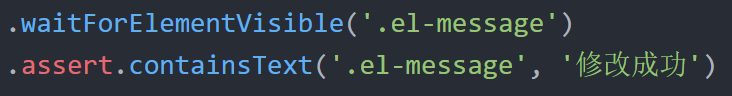 .waitForElementVisible('.el-message')
.assert.containsText('.el-message', '修改成功')